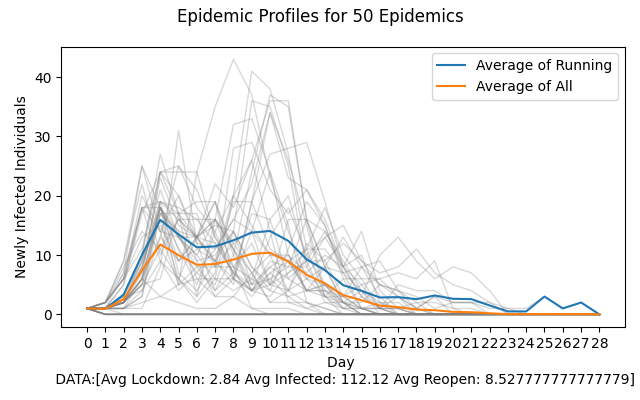 Epidemic Profiles for 50 Epidemics
Average of Running
Average of All
Newly Infected Individuals
40
30
20
10
0
0 1 2 3 4 5 6 7 8 9 10 11 12 13 14 15 16 17 18 19 20 21 22 23 24 25 26 27 28
Day
DATA:[Avg Lockdown: 2.84 Avg Infected: 112.12 Avg Reopen: 8.527777777777779]